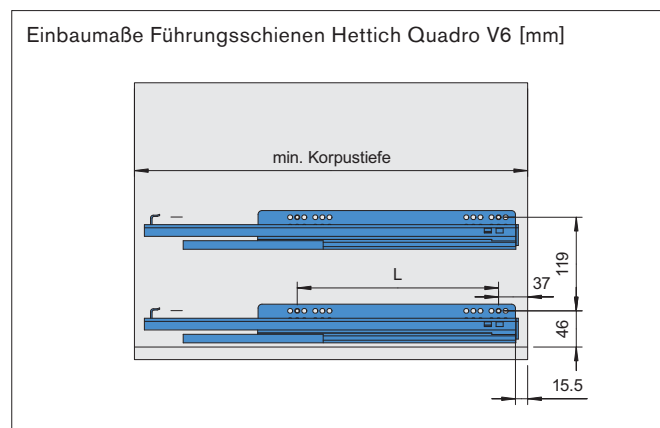 Einbaumaße Führungsschienen Hettich Quadro V6 [mm]
min. Korpustiefe
L
37
119
46
15.5